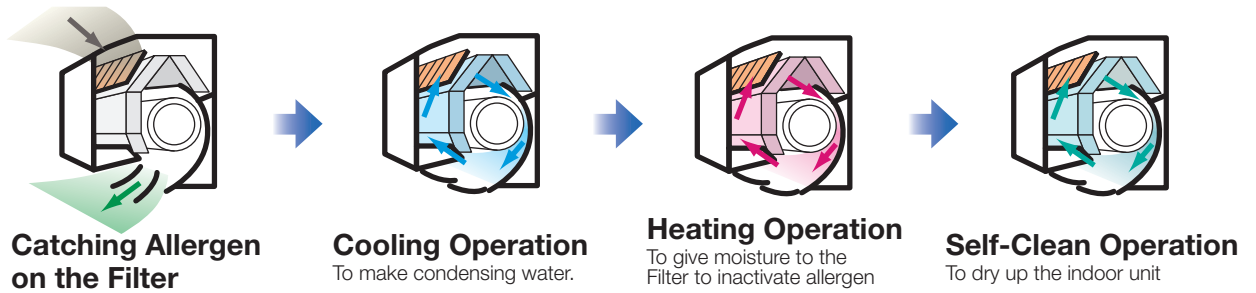 Catching Allergen
on the Filter
Cooling Operation
To make condensing water.
Heating Operation
To give moisture to the
Filter to inactivate allergen
Self-Clean Operation
To dry up the indoor unit